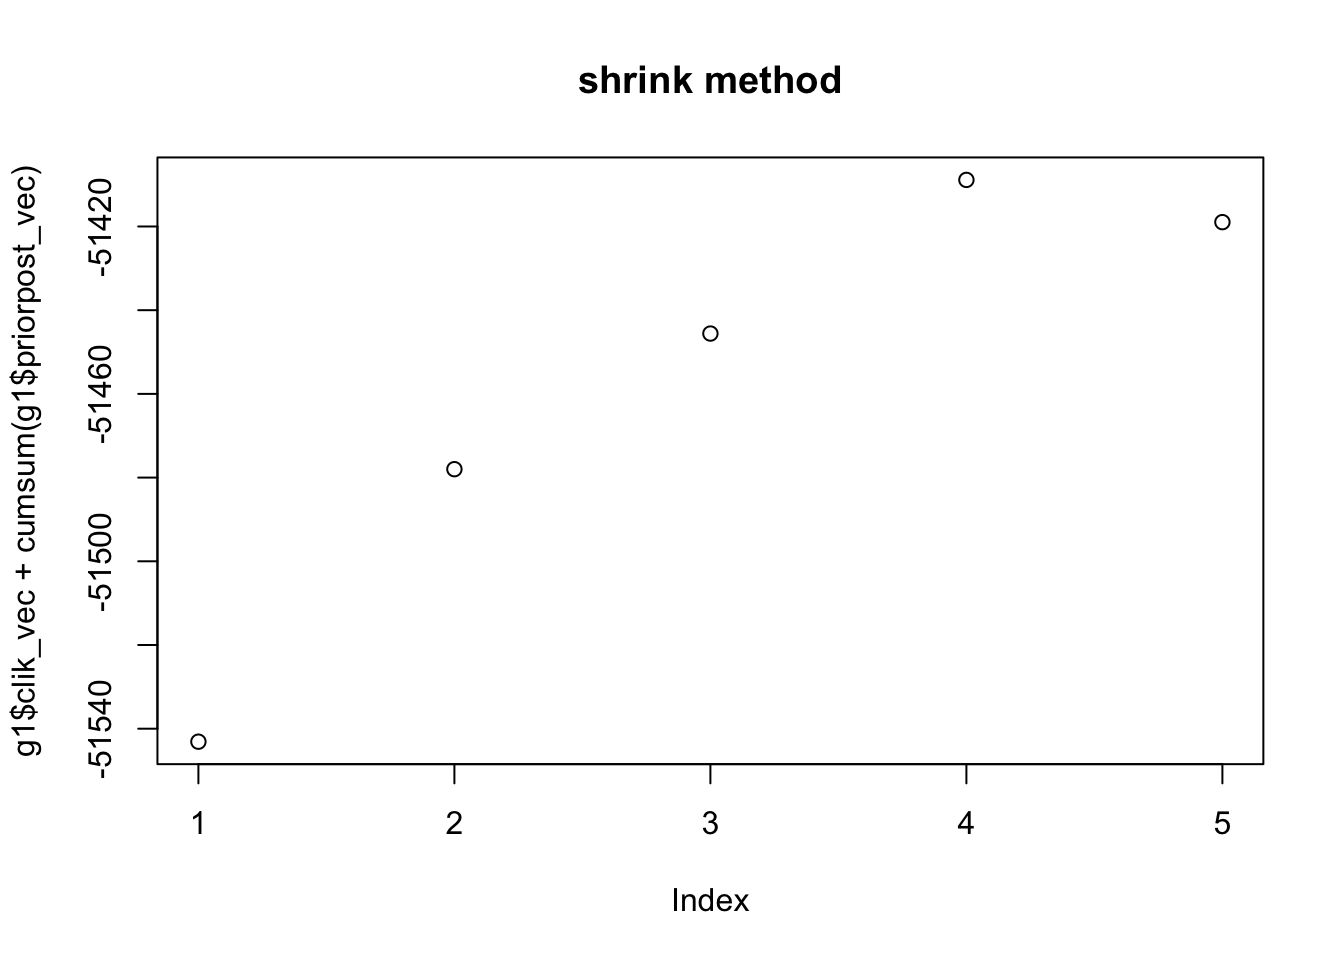 shrink method
g1$clik_vec + cumsum(g1$priorpost_vec)
-51420
-51460
-51500
-51540
1 2 3 4 5
Index